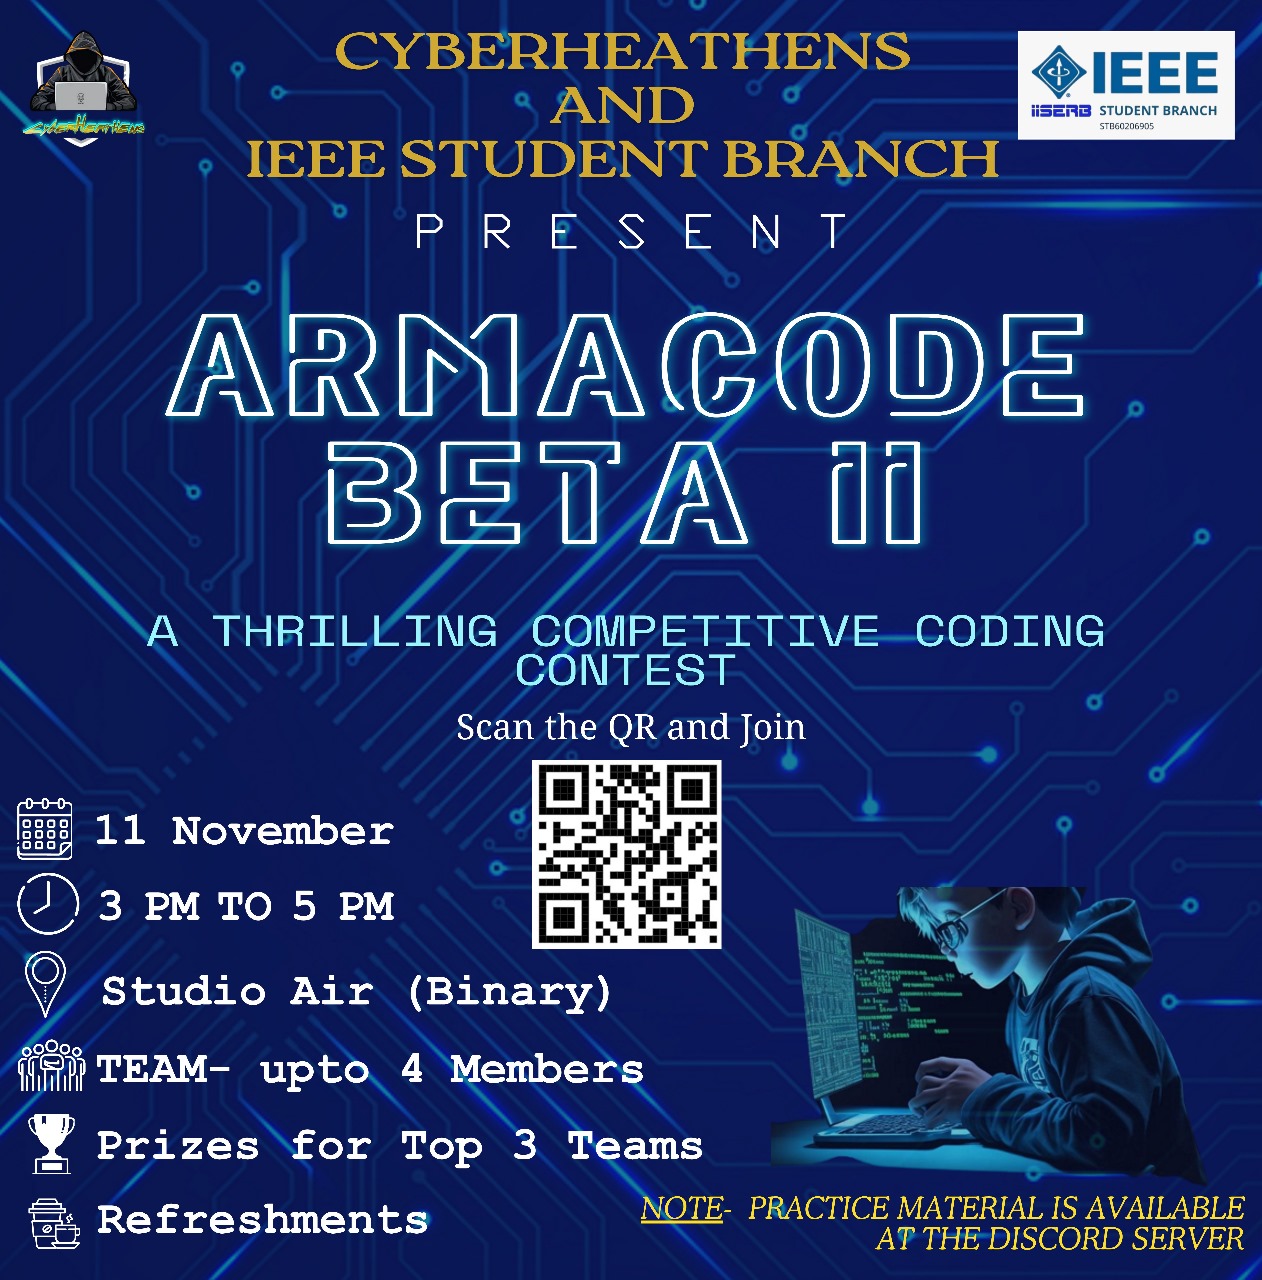 CyberHeathens
CYBERHEATHENS
AND
IEEE STUDENT BRANCH
IEEE
IISERB STUDENT BRANCH
STB60206905
PRESENT
ARMACODE
BETA II
A THRILLING COMPETITIVE CODING
CONTEST
Scan the QR and Join
11 November
3 PM TO 5 PM
Studio Air (Binary)
TEAM- upto 4 Members
Prizes for Top 3 Teams
Refreshments
NOTE- PRACTICE MATERIAL IS AVAILABLE
AT THE DISCORD SERVER